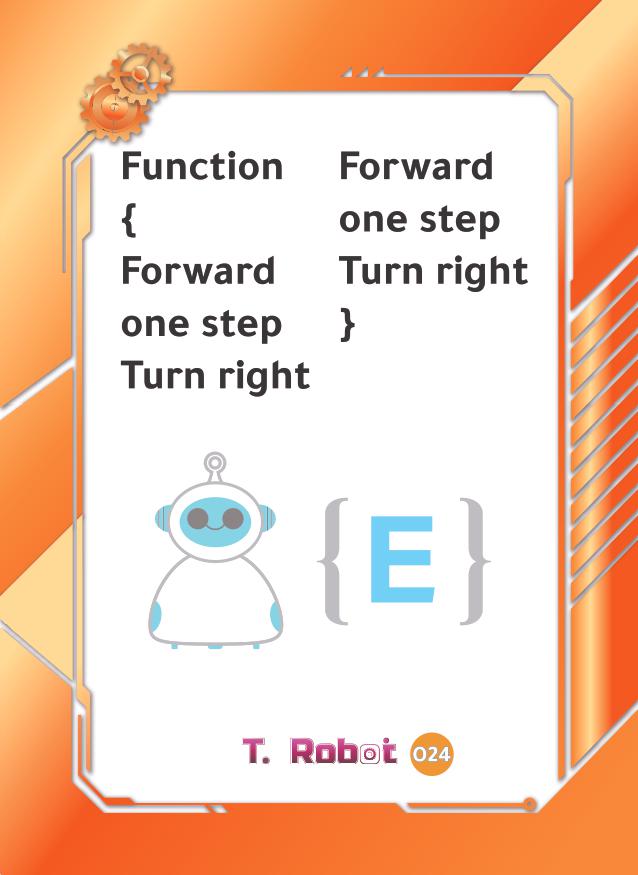 Function
{
Forward
one step
Turn right
Forward
one step
Turn right
}
{ E }
T. Robot 024